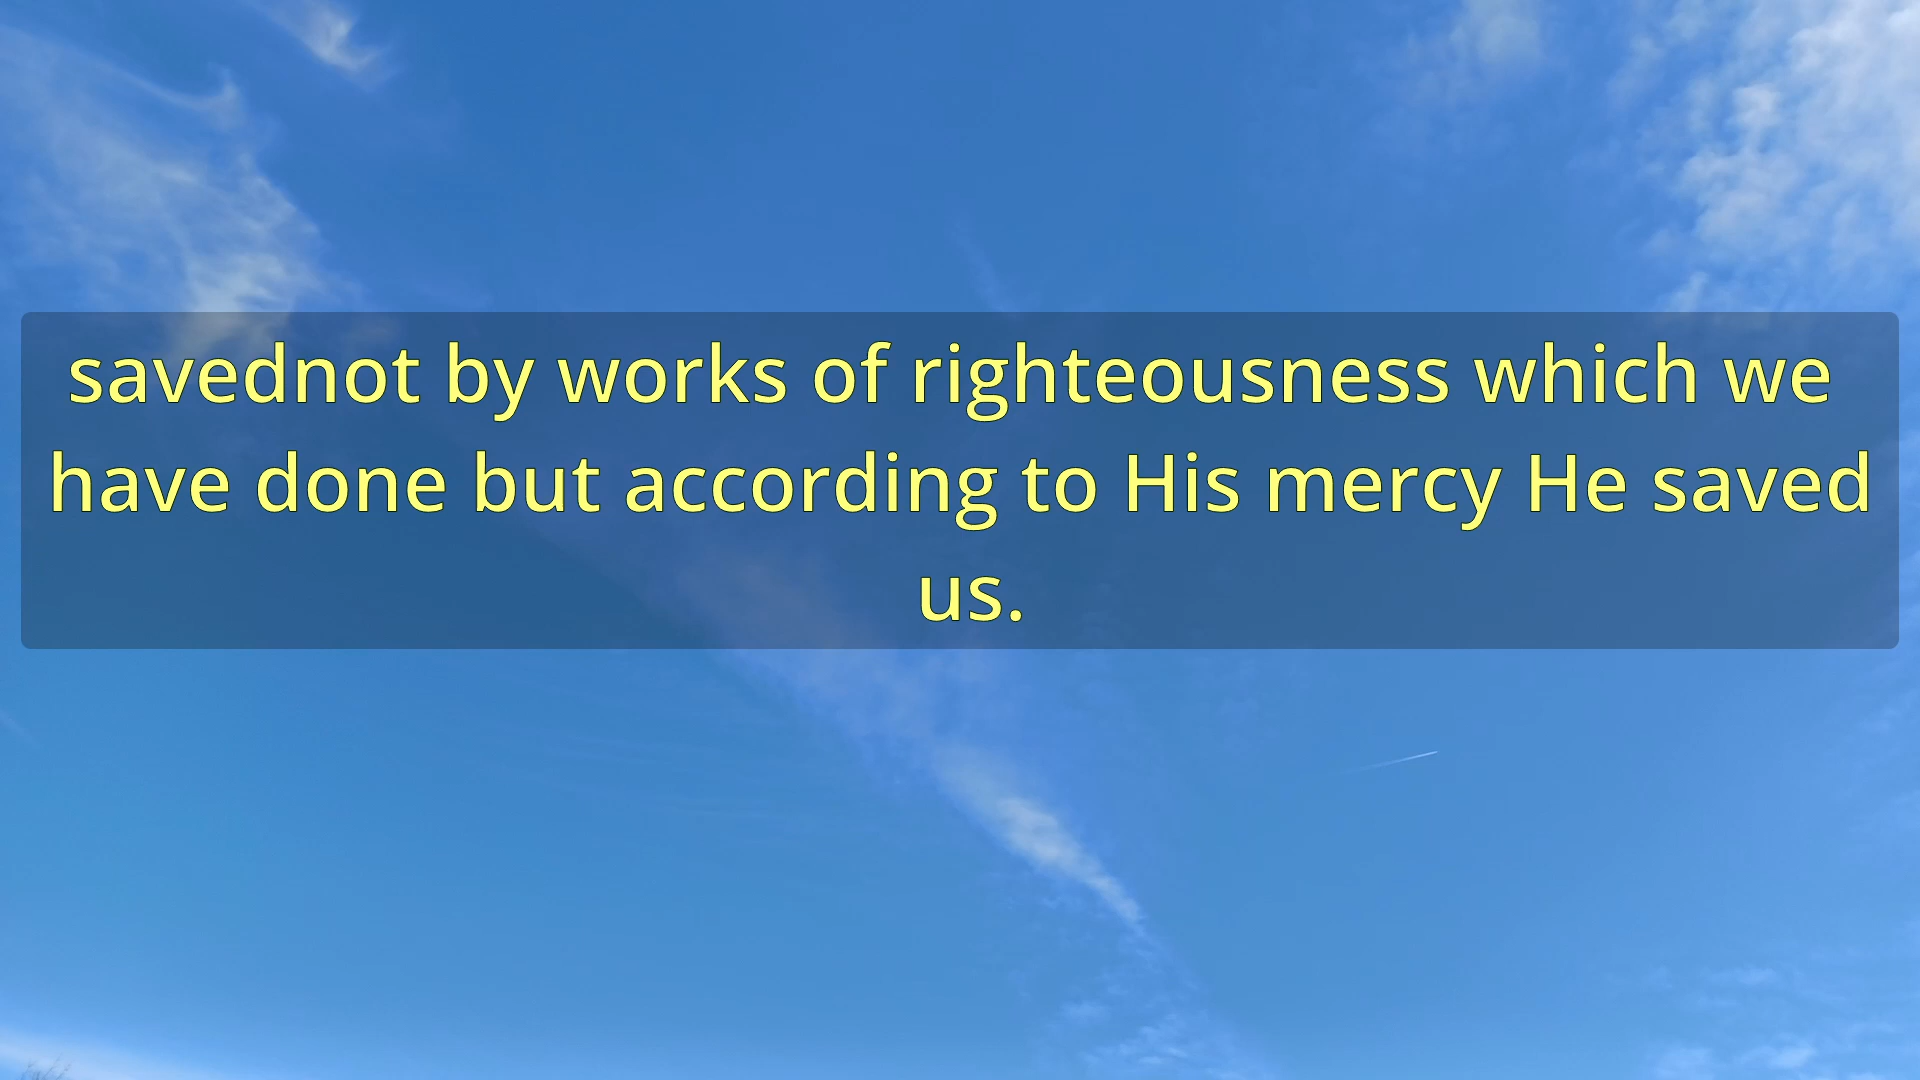 savednot by works of righteousness which we
have done but according to His mercy He saved
us.